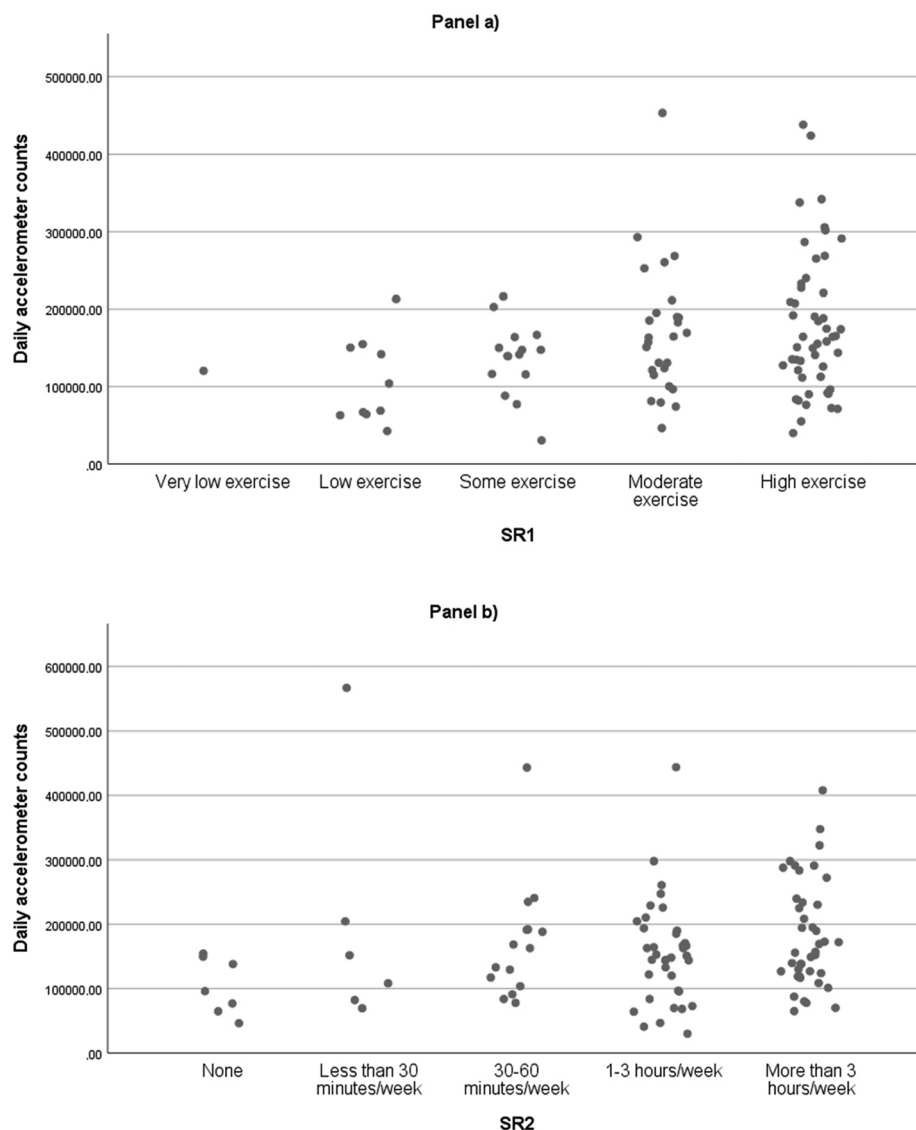 Panel a)
500000.00
400000.00
300000.00
200000.00
100000.00
.00
Daily accelerometer counts
Very low exercise Low exercise Some exercise Moderate High exercise
exercise
SR1
Panel b)
600000.00
500000.00
400000.00
300000.00
200000.00
100000.00
.00
Daily accelerometer counts
None Less than 30 30-60 1-3 hours/week More than 3
minutes/week minutes/week hours/week
SR2